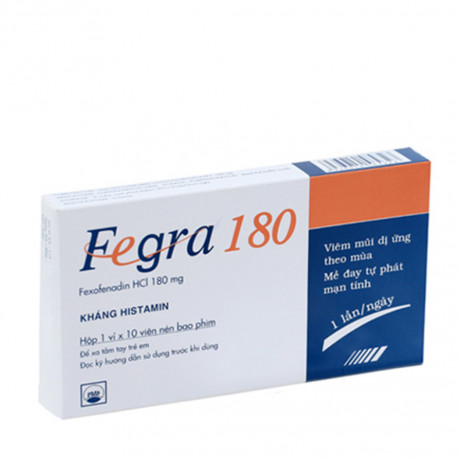 Fegra 180
Fexofenadin HCl 180 mg
KHÁNG HISTAMIN
Hộp 1 vỉ x 10 viên nén bao phim
Để xa tầm tay trẻ em
Đọc kỹ hướng dẫn sử dụng trước khi dùng
Viêm mũi dị ứng
theo mùa
Mề đay tự phát
mạn tính
1 lần/ngày